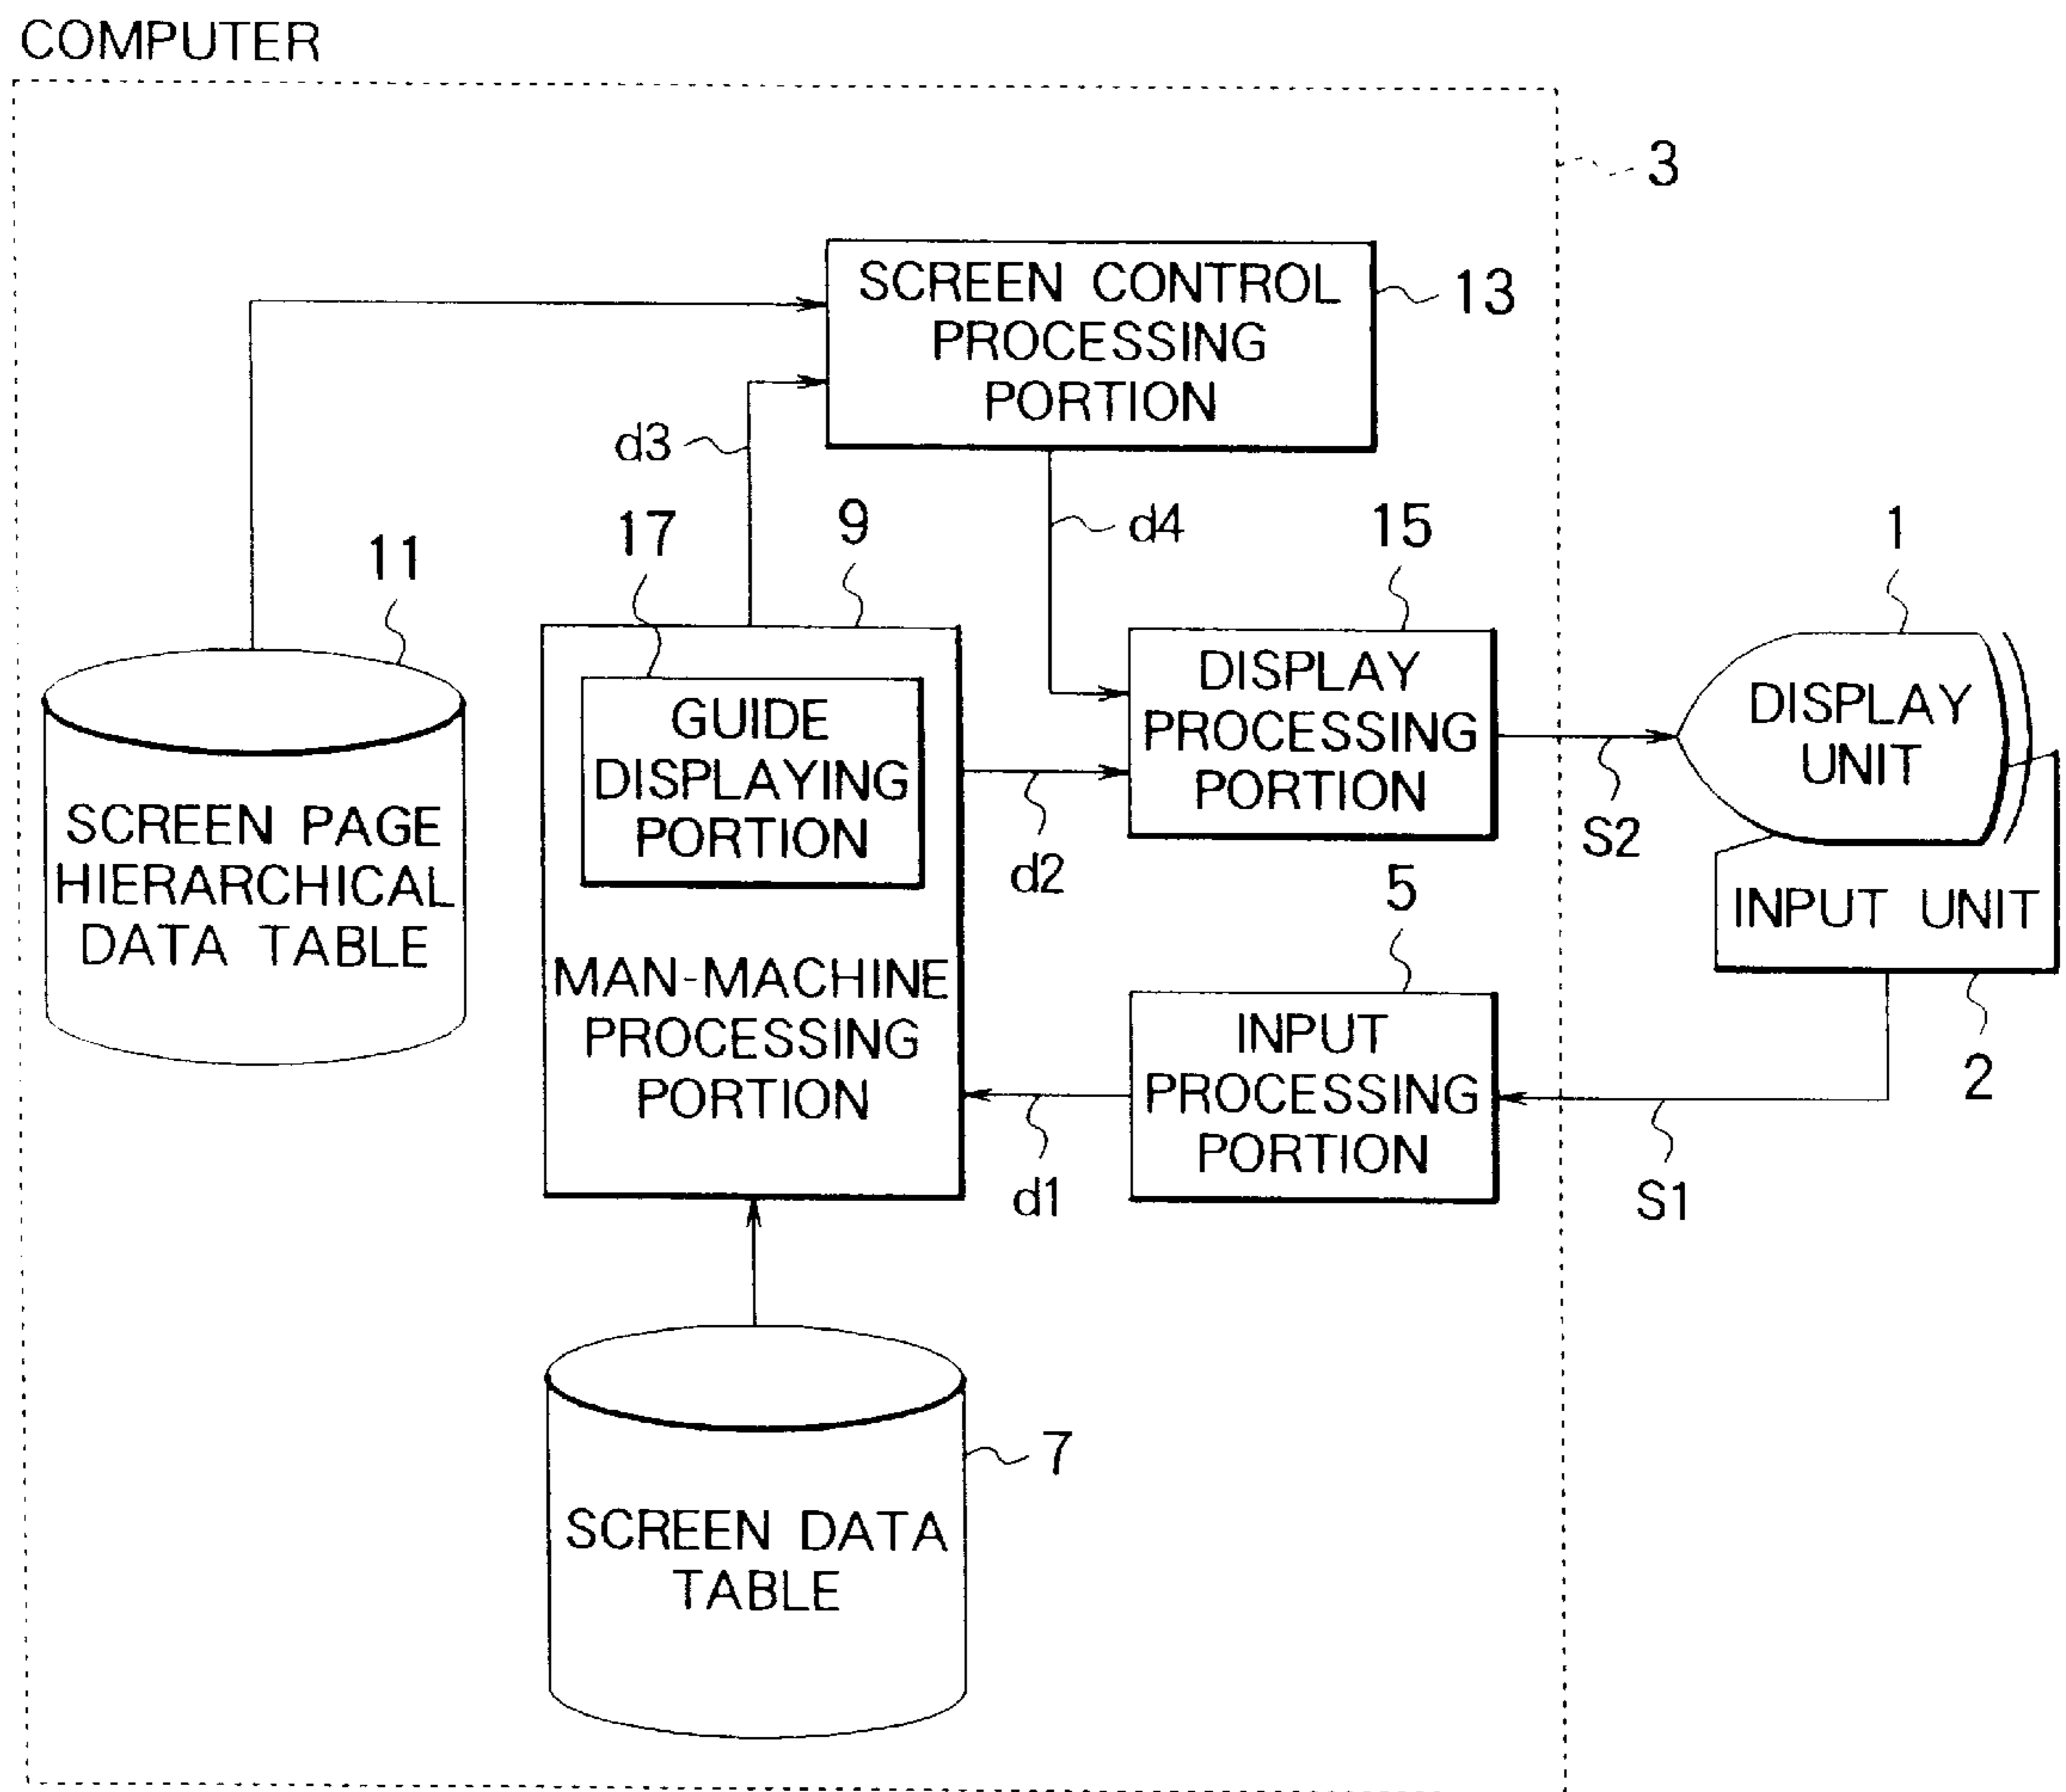 COMPUTER
3
SCREEN CONTROL
PROCESSING
PORTION
13
d3
d4
17
9
15
1
11
GUIDE
DISPLAYING
PORTION
DISPLAY
PROCESSING
PORTION
DISPLAY
UNIT
SCREEN PAGE
HIERARCHICAL
DATA TABLE
d2
S2
5
INPUT UNIT
MAN-MACHINE
PROCESSING
PORTION
INPUT
PROCESSING
PORTION
2
d1
S1
7
SCREEN DATA
TABLE